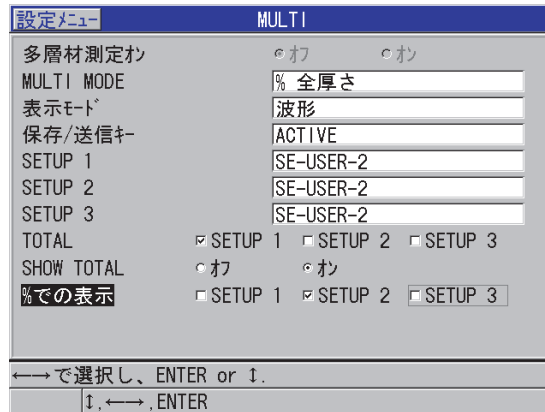 設定ﾒﾆｭｰ MULTI
多層材測定ｵﾝ ｵﾌ ｵﾝ
MULTI MODE % 全厚さ
表示ﾓｰﾄﾞ 波形
保存/送信ｷｰ ACTIVE
SETUP 1 SE-USER-2
SETUP 2 SE-USER-2
SETUP 3 SE-USER-2
TOTAL SETUP 1 SETUP 2 SETUP 3
SHOW TOTAL ｵﾌ ｵﾝ
%での表示 SETUP 1 SETUP 2 SETUP 3
←→で選択し、ENTER or ↕.
↕,←→,ENTER